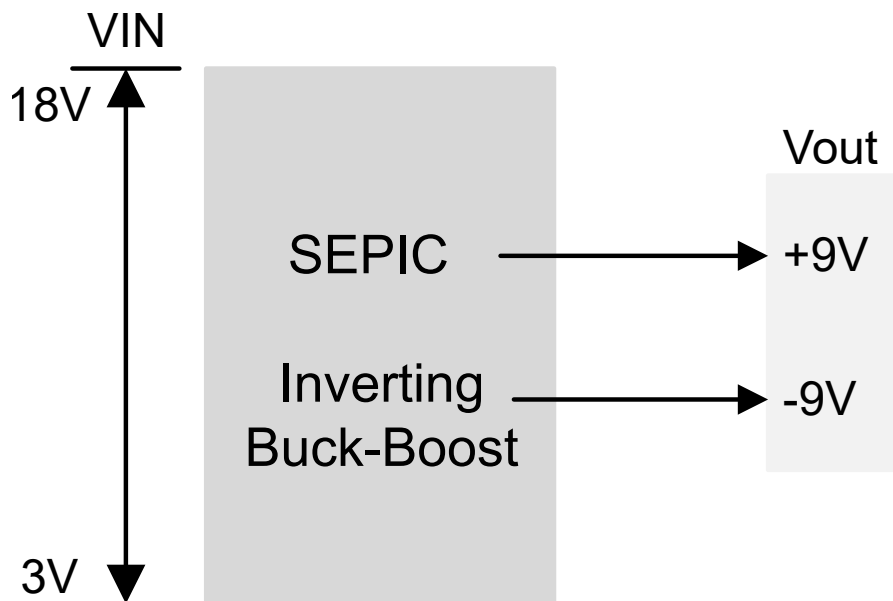 VIN
18V
Vout
SEPIC
+9V
Inverting
Buck-Boost
-9V
3V